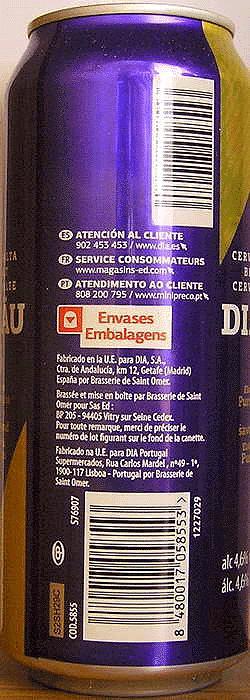 ES ATENCIÓN AL CLIENTE
902 453 453 / www.dia.es
FR SERVICE CONSOMMATEURS
www.magasins-ed.com
PT ATENDIMENTO AO CLIENTE
808 200 795 / www.minipreco.pt
Envases
Embalagens
Fabricado en la U.E. para DIA, S.A.,
Ctra. de Andalucía, km 12, Getafe (Madrid)
España por Brasserie de Saint Omer.
Brassée et mise en boîte par Brasserie de Saint
Omer pour Sas Ed :
BP 205 - 94405 Vitry sur Seine Cedex.
Pour toute remarque, merci de préciser le
numéro de lot figurant sur le fond de la canette.
Fabricado na U.E. para DIA Portugal
Supermercados, Rua Carlos Mardel , nº49 - 1º,
1900-117 Lisboa - Portugal por Brasserie de
Saint Omer.
S76907
COD.5855
8 480017 058553 >
1227029
AU
DI
CERV
B
CERV
alc 4,6%
álc. 4,6%